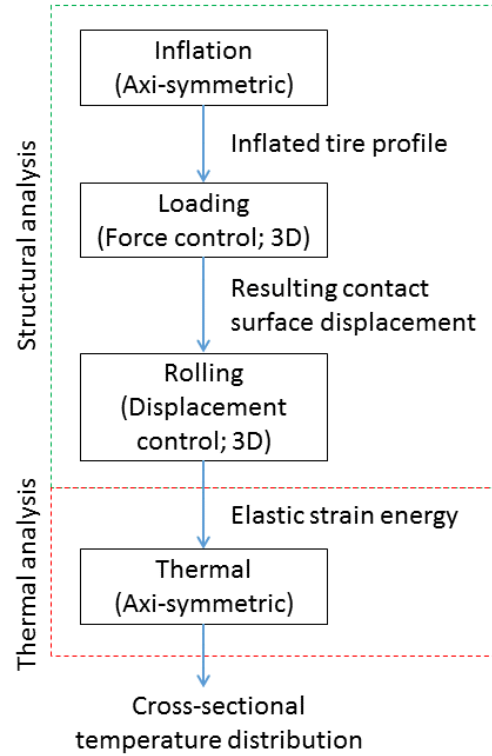 Structural analysis
Inflation
(Axi-symmetric)
Inflated tire profile
Loading
(Force control; 3D)
Resulting contact
surface displacement
Rolling
(Displacement
control; 3D)
Thermal analysis
Elastic strain energy
Thermal
(Axi-symmetric)
Cross-sectional
temperature distribution